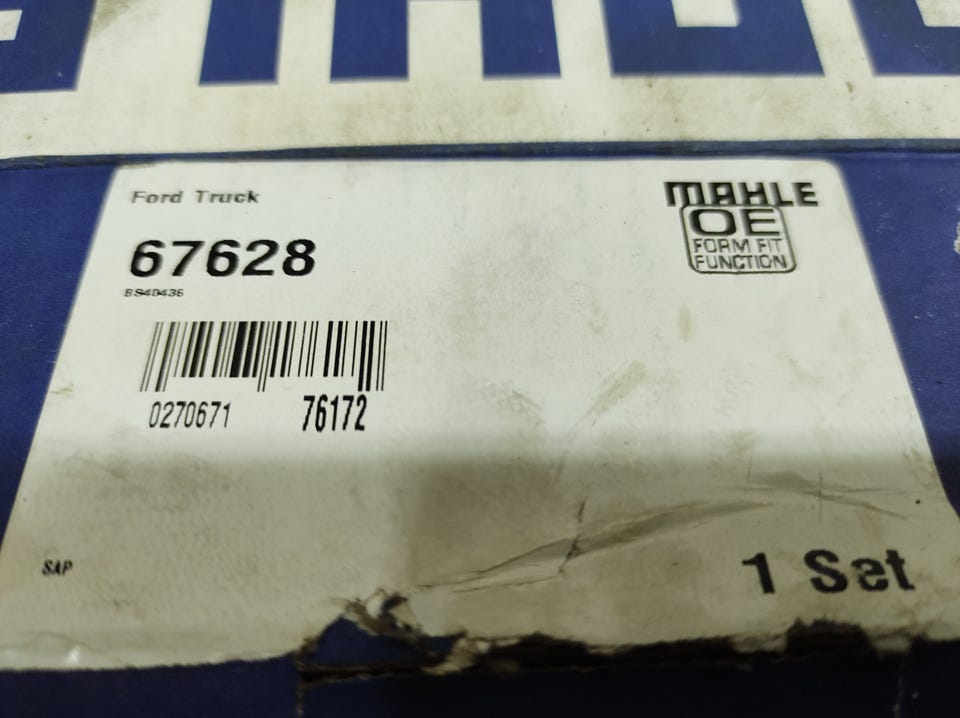 Ford Truck
MAHLE
OE
FORM FIT
FUNCTION
67628
0270671 76172
SAP
1 Set